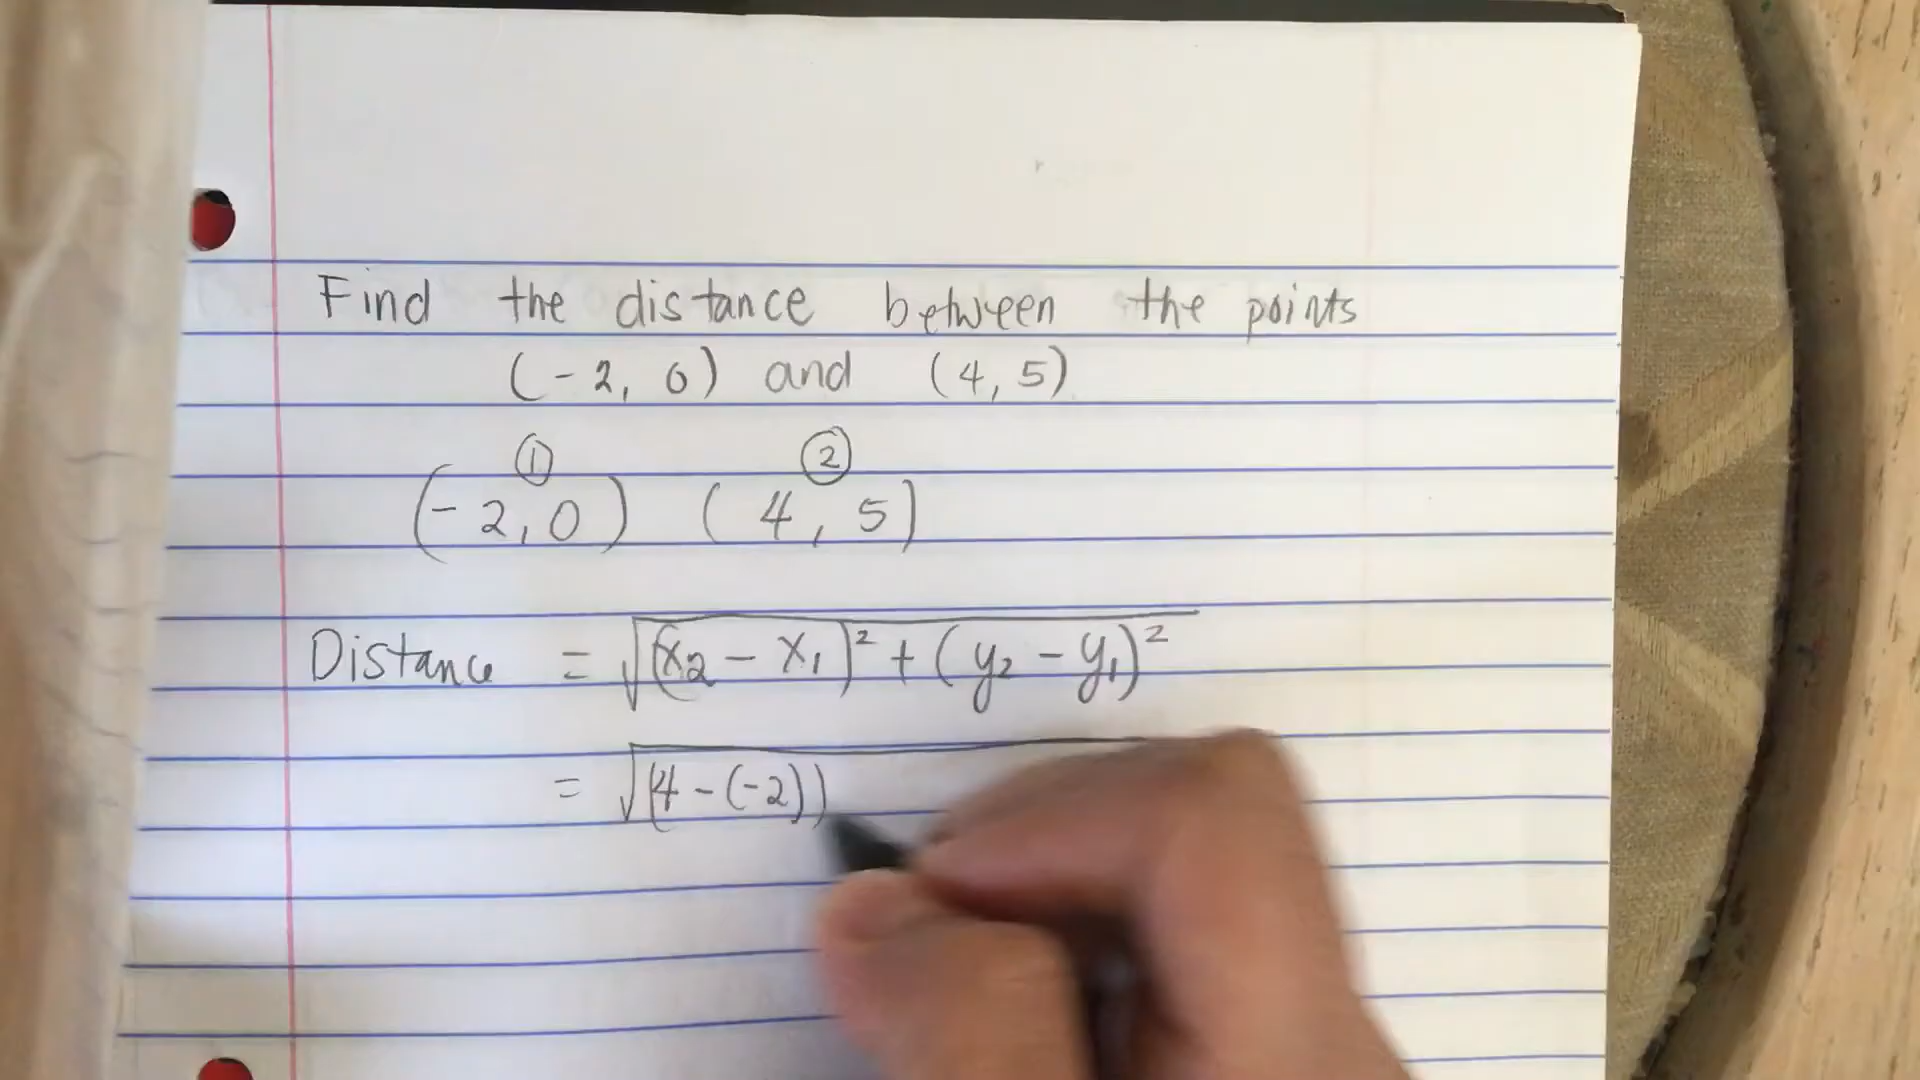 Find the distance between the points
(-2, 0) and (4, 5)
① ②
(-2, 0) (4, 5)
Distance = √(x₂ - x₁)² + (y₂ - y₁)²
= √(4 - (-2))